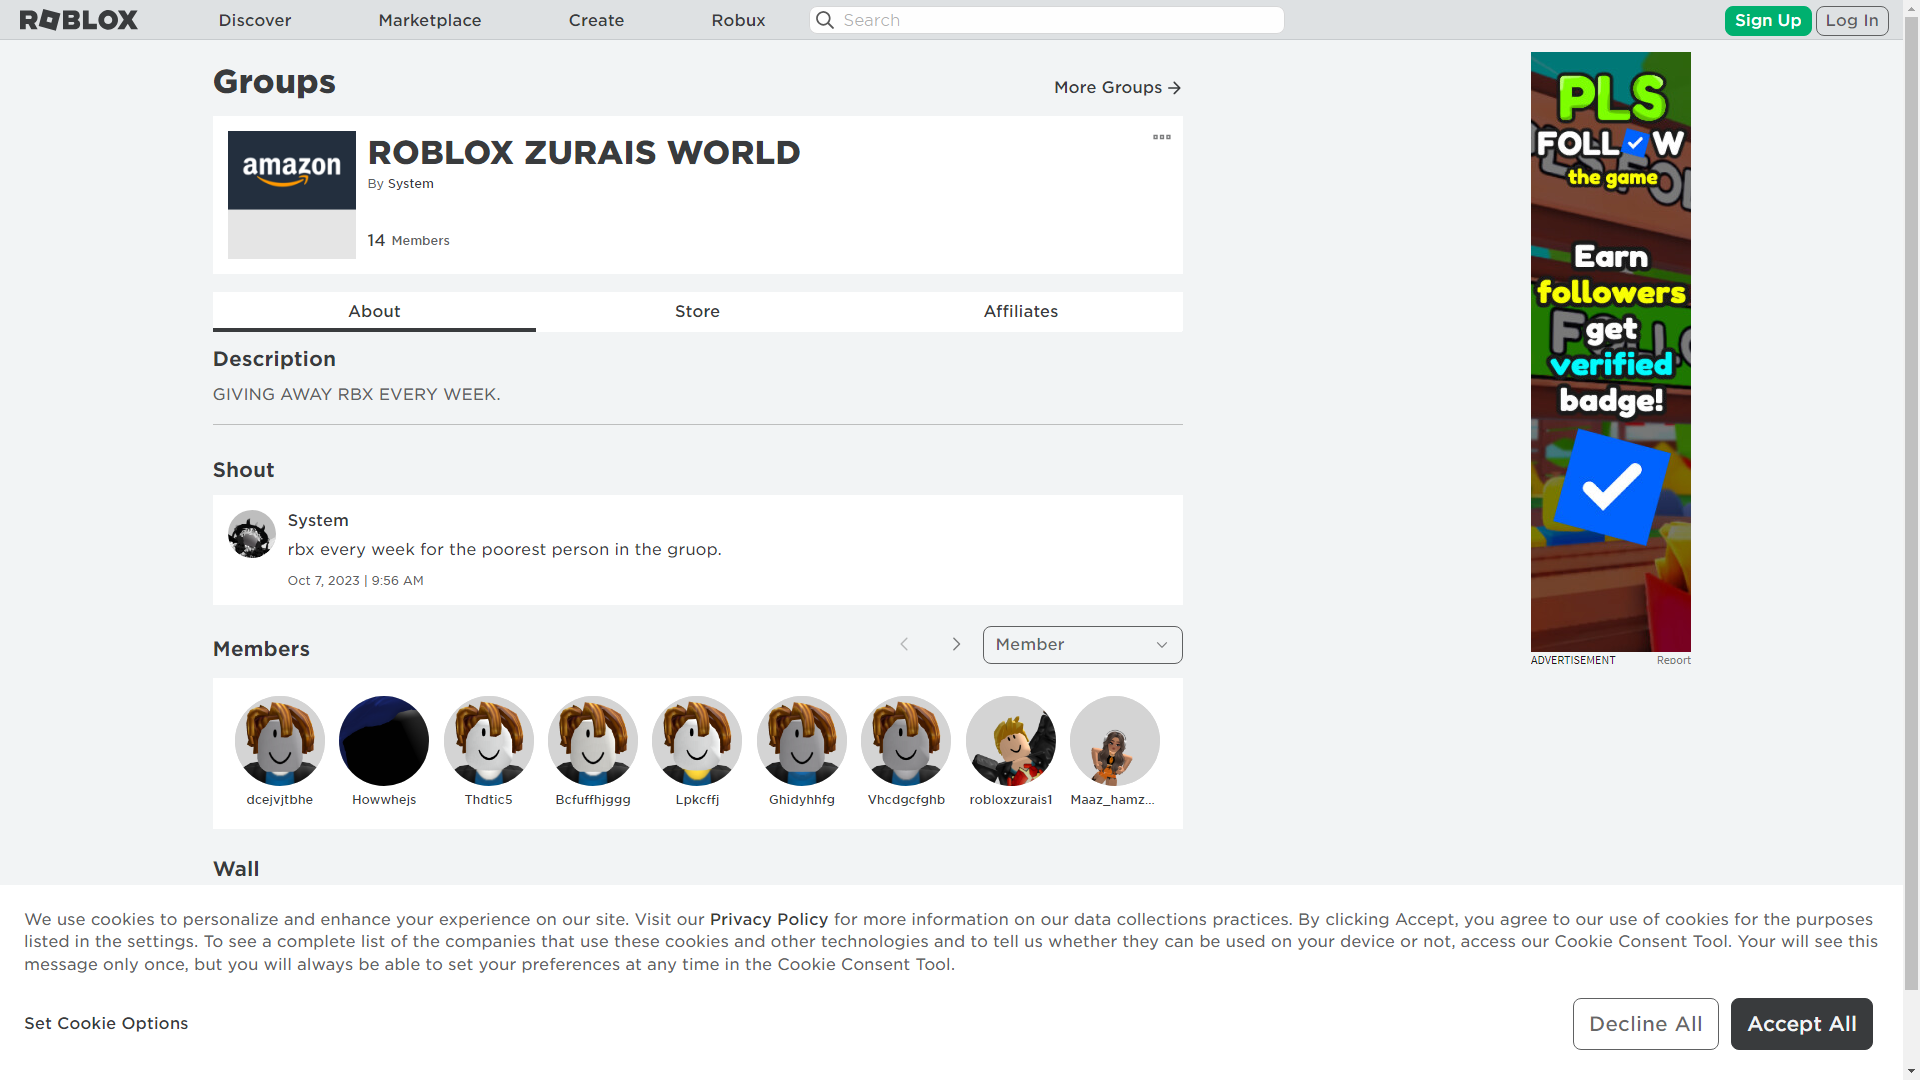 ROBLOX
Discover
Marketplace
Create
Robux
Search
Sign Up
Log In
Groups
More Groups
amazon
ROBLOX ZURAIS WORLD
By System
14 Members
About
Store
Affiliates
Description
GIVING AWAY RBX EVERY WEEK.
Shout
System
rbx every week for the poorest person in the gruop.
Oct 7, 2023 | 9:56 AM
Members
Member
dcejvjtbhe
Howwhejs
Thdtic5
Bcfuffhjggg
Lpkcffj
Ghidyhhfg
Vhcdgcfghb
robloxzurais1
Maaz_hamz...
Wall
PLS
FOLLOW
the game
Earn
followers
get
verified
badge!
ADVERTISEMENT
Report
We use cookies to personalize and enhance your experience on our site. Visit our Privacy Policy for more information on our data collections practices. By clicking Accept, you agree to our use of cookies for the purposes
listed in the settings. To see a complete list of the companies that use these cookies and other technologies and to tell us whether they can be used on your device or not, access our Cookie Consent Tool. Your will see this
message only once, but you will always be able to set your preferences at any time in the Cookie Consent Tool.
Set Cookie Options
Decline All
Accept All